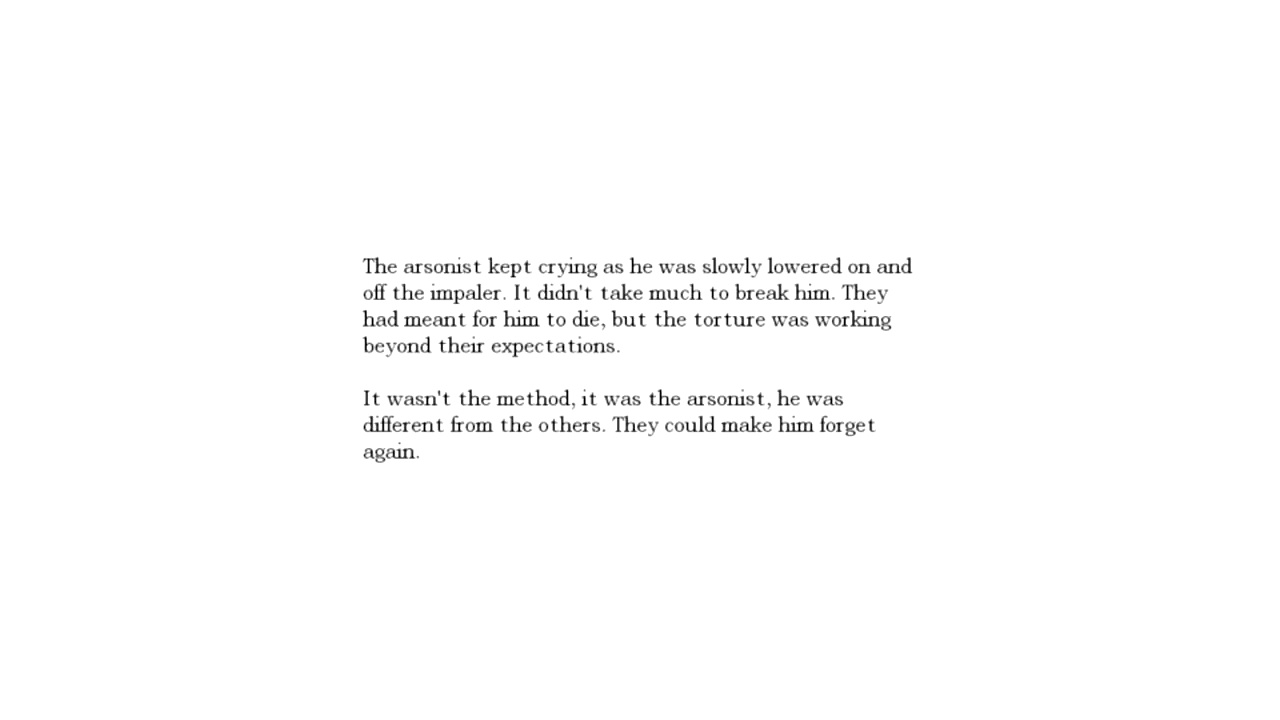 The arsonist kept crying as he was slowly lowered on and
off the impaler. It didn't take much to break him. They
had meant for him to die, but the torture was working
beyond their expectations.
It wasn't the method, it was the arsonist, he was
different from the others. They could make him forget
again.